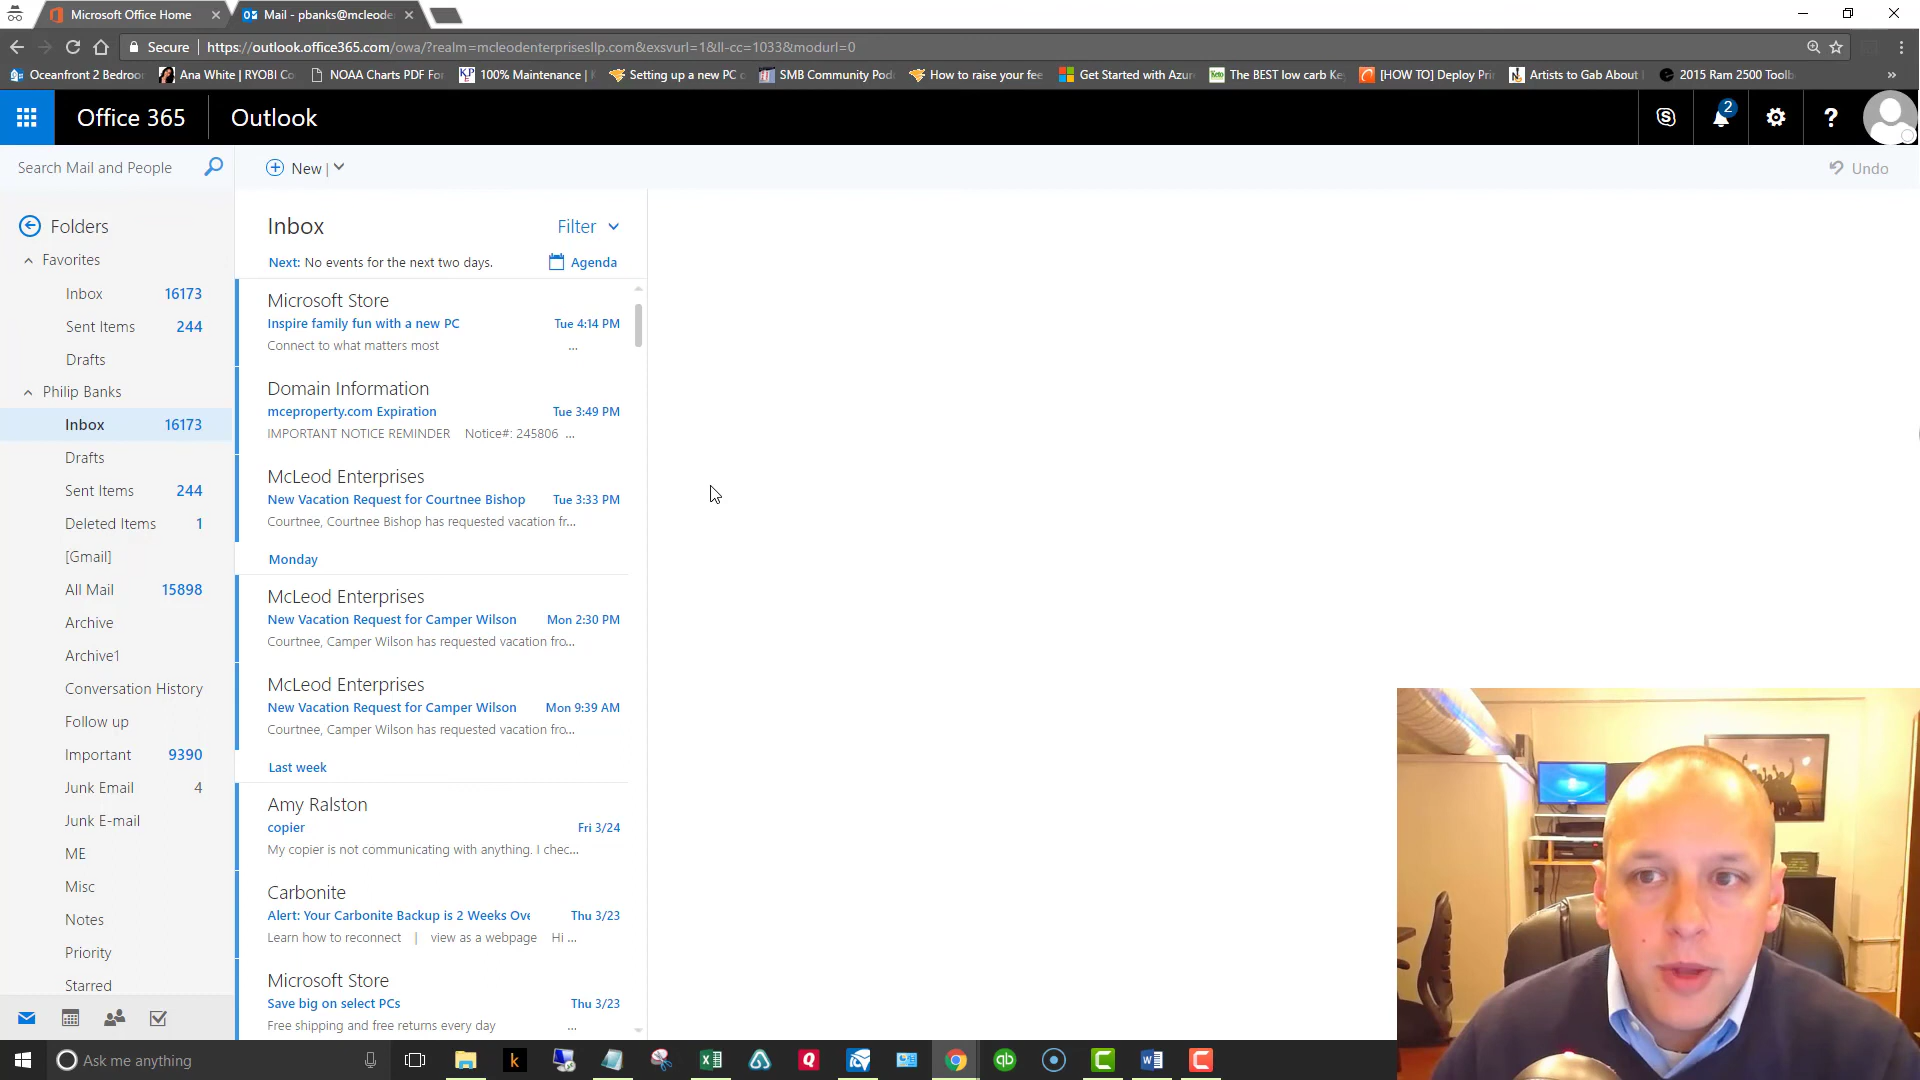 Microsoft Office Home
Mail - pbanks@mcleode
Secure https://outlook.office365.com/owa/?realm=mcleodenterprisesllp.com&exsvurl=1&ll-cc=1033&modurl=0
Oceanfront 2 Bedroo Ana White | RYOBI Co NOAA Charts PDF For 100% Maintenance | Setting up a new PC SMB Community Pod How to raise your fee Get Started with Azur The BEST low carb Ke [HOW TO] Deploy Pri Artists to Gab About 2015 Ram 2500 Toolb »
Office 365 Outlook 2 ?
Search Mail and People
New | Undo
Folders
Favorites
Inbox 16173
Sent Items 244
Drafts
Philip Banks
Inbox 16173
Drafts
Sent Items 244
Deleted Items 1
[Gmail]
All Mail 15898
Archive
Archive1
Conversation History
Follow up
Important 9390
Junk Email 4
Junk E-mail
ME
Misc
Notes
Priority
Starred
Inbox Filter
Next: No events for the next two days. Agenda
Microsoft Store
Inspire family fun with a new PC Tue 4:14 PM
Connect to what matters most ...
Domain Information
mceproperty.com Expiration Tue 3:49 PM
IMPORTANT NOTICE REMINDER Notice#: 245806 ...
McLeod Enterprises
New Vacation Request for Courtnee Bishop Tue 3:33 PM
Courtnee, Courtnee Bishop has requested vacation fr...
Monday
McLeod Enterprises
New Vacation Request for Camper Wilson Mon 2:30 PM
Courtnee, Camper Wilson has requested vacation fro...
McLeod Enterprises
New Vacation Request for Camper Wilson Mon 9:39 AM
Courtnee, Camper Wilson has requested vacation fro...
Last week
Amy Ralston
copier Fri 3/24
My copier is not communicating with anything. I chec...
Carbonite
Alert: Your Carbonite Backup is 2 Weeks Ove Thu 3/23
Learn how to reconnect | view as a webpage Hi ...
Microsoft Store
Save big on select PCs Thu 3/23
Free shipping and free returns every day ...
Ask me anything